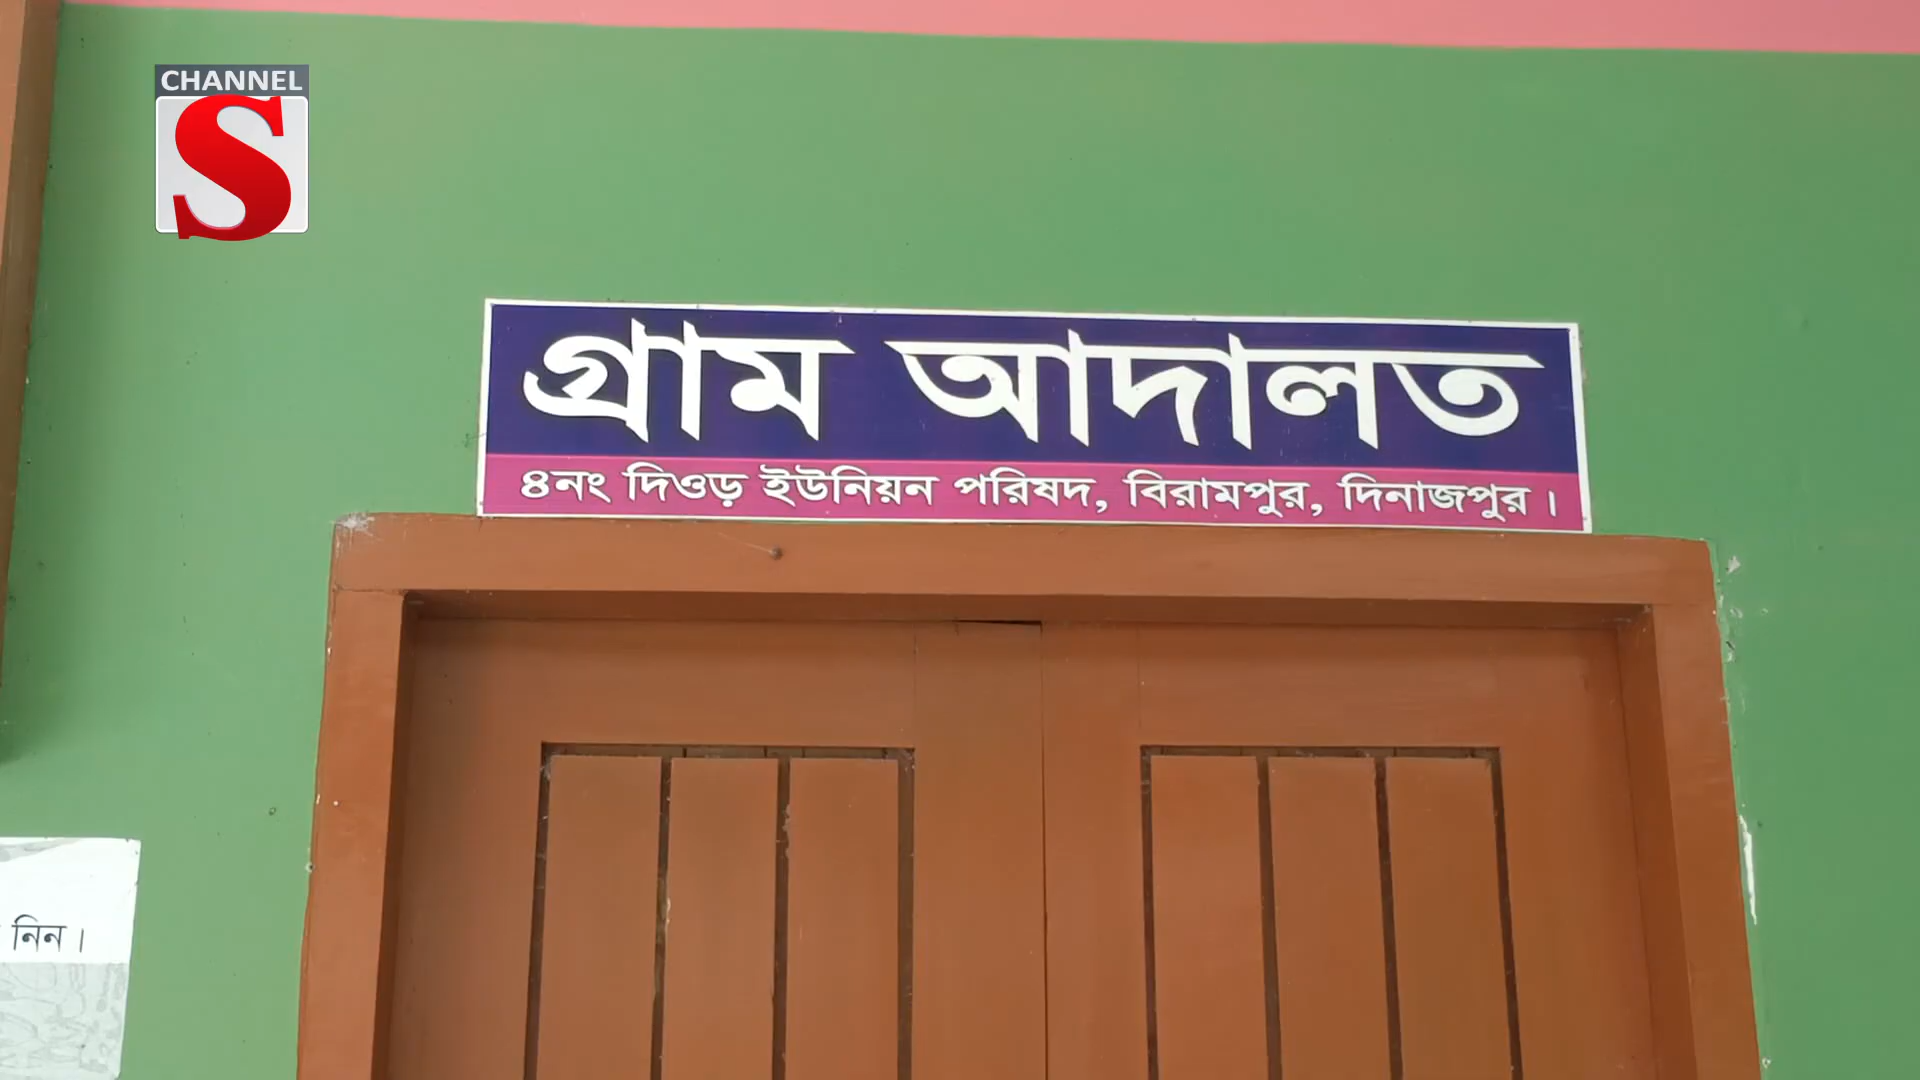 CHANNEL
S
গ্রাম আদালত
৪নং দিওড় ইউনিয়ন পরিষদ, বিরামপুর, দিনাজপুর।
নিন।